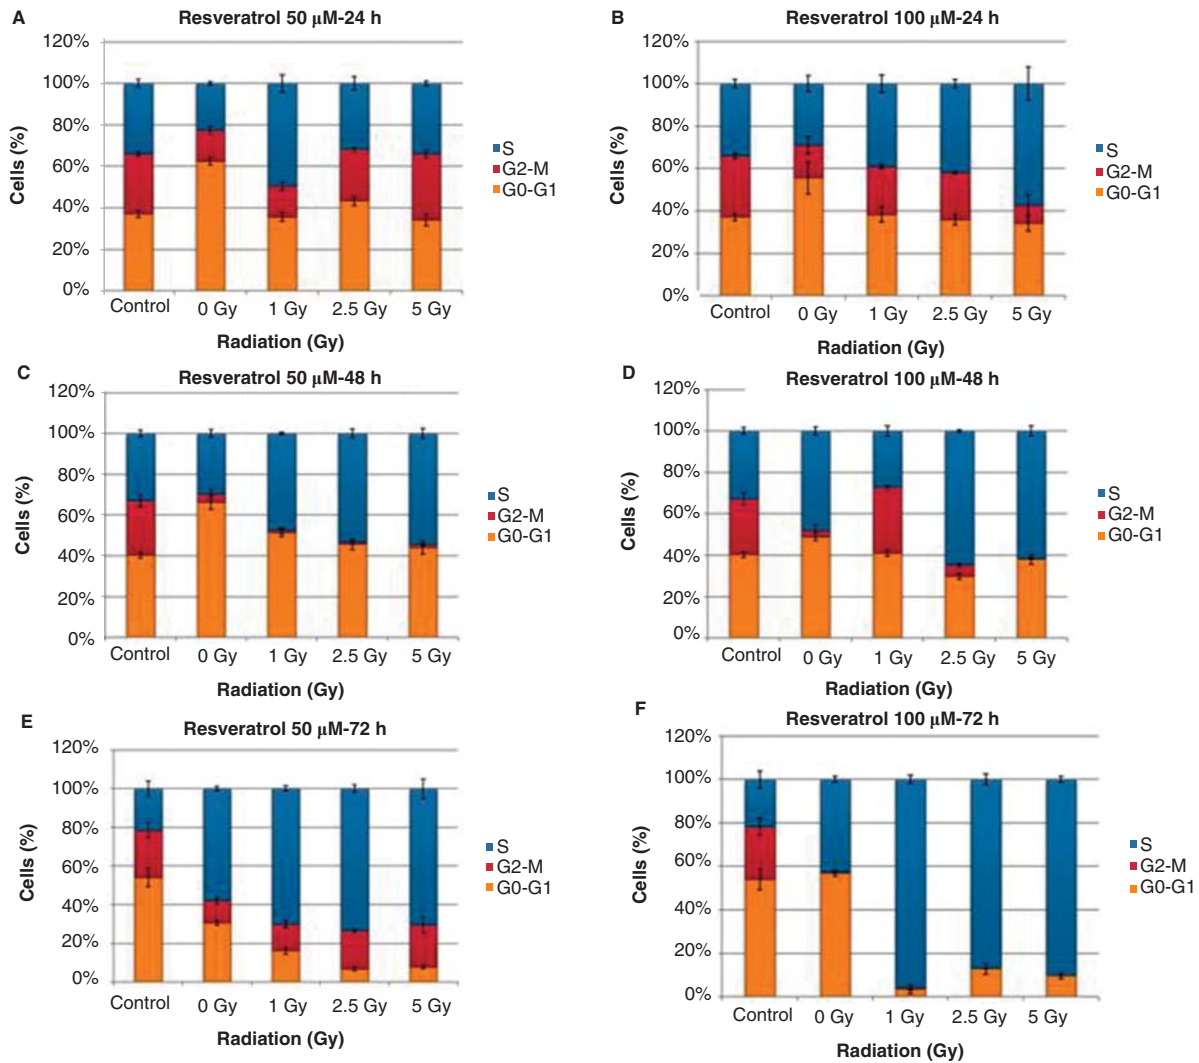 A
Resveratrol 50 μM-24 h
120%
100%
80%
60%
40%
20%
0%
Cells (%)
Control 0 Gy 1 Gy 2.5 Gy 5 Gy
Radiation (Gy)
S
G2-M
G0-G1
B
Resveratrol 100 μM-24 h
120%
100%
80%
60%
40%
20%
0%
Cells (%)
Control 0 Gy 1 Gy 2.5 Gy 5 Gy
Radiation (Gy)
S
G2-M
G0-G1
C
Resveratrol 50 μM-48 h
120%
100%
80%
60%
40%
20%
0%
Cells (%)
Control 0 Gy 1 Gy 2.5 Gy 5 Gy
Radiation (Gy)
S
G2-M
G0-G1
D
Resveratrol 100 μM-48 h
120%
100%
80%
60%
40%
20%
0%
Cells (%)
Control 0 Gy 1 Gy 2.5 Gy 5 Gy
Radiation (Gy)
S
G2-M
G0-G1
E
Resveratrol 50 μM-72 h
120%
100%
80%
60%
40%
20%
0%
Cells (%)
Control 0 Gy 1 Gy 2.5 Gy 5 Gy
Radiation (Gy)
S
G2-M
G0-G1
F
Resveratrol 100 μM-72 h
120%
100%
80%
60%
40%
20%
0%
Cells (%)
Control 0 Gy 1 Gy 2.5 Gy 5 Gy
Radiation (Gy)
S
G2-M
G0-G1